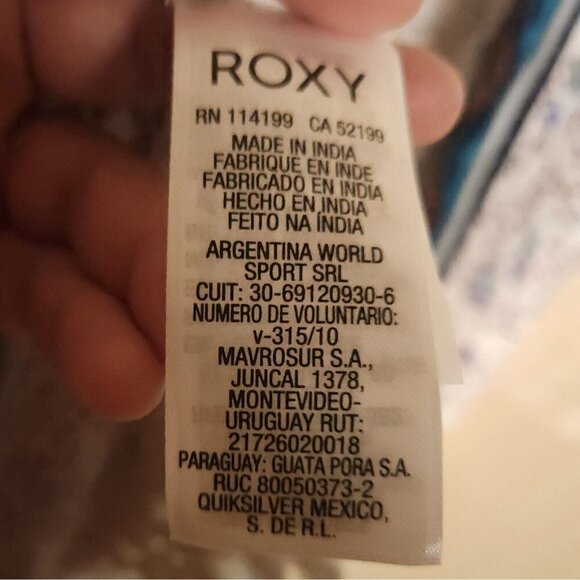 ROXY
RN 114199 CA 52199
MADE IN INDIA
FABRIQUE EN INDE
FABRICADO EN INDIA
HECHO EN INDIA
FEITO NA ÍNDIA
ARGENTINA WORLD
SPORT SRL
CUIT: 30-69120930-6
NUMERO DE VOLUNTARIO:
v-315/10
MAVROSUR S.A.,
JUNCAL 1378,
MONTEVIDEO-
URUGUAY RUT:
21726020018
PARAGUAY: GUATA PORA S.A.
RUC 80050373-2
QUIKSILVER MEXICO,
S. DE R.L.